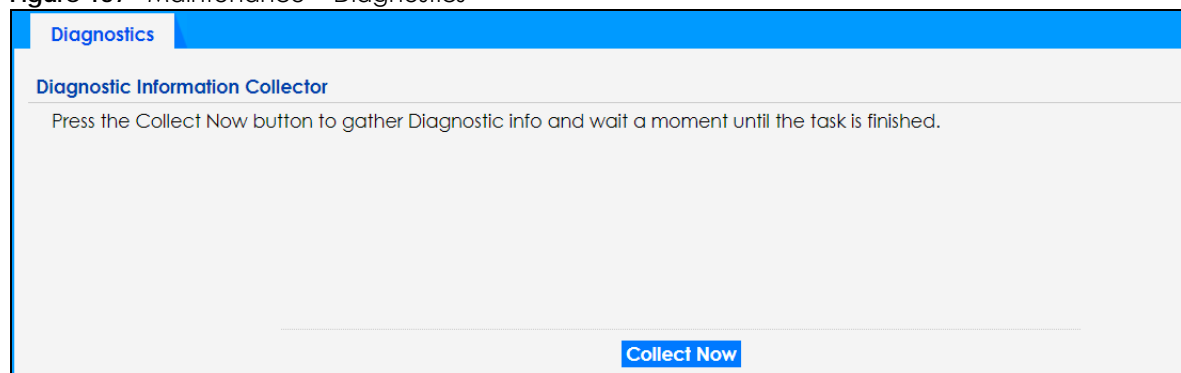 Diagnostics
Diagnostic Information Collector
Press the Collect Now button to gather Diagnostic info and wait a moment until the task is finished.
Collect Now